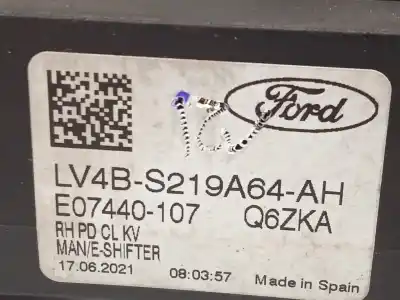 Ford
LV4B-S219A64-AH
E07440-107 Q6ZKA
RH PD CL KV
MAN/E-SHIFTER
17.06.2021 08:03:57 Made in Spain